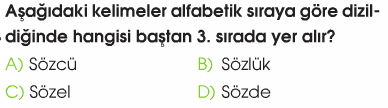 Aşağıdaki kelimeler alfabetik sıraya göre dizil-
diğinde hangisi baştan 3. sırada yer alır?
A) Sözcü B) Sözlük
C) Sözel D) Sözde